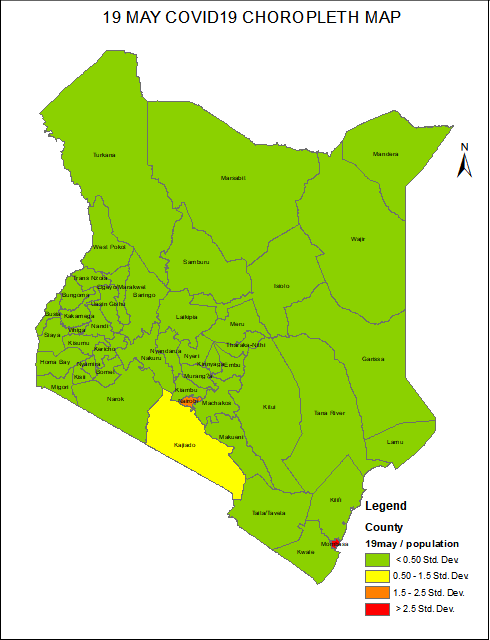 19 MAY COVID19 CHOROPLETH MAP
N
Turkana
Mandera
Marsabit
Wajir
West Pokot
Samburu
Isiolo
Trans Nzoia
Marakwet
Baringo
Bungoma
Uasin Gishu
Laikipia
Meru
Kakamega
Nandi
Siaya
Kisumu
Kericho
Nyandarua
Nyeri
Tharaka-Nithi
Nakuru
Garissa
Homa Bay
Nyamira
Kirinyaga
Embu
Kisii
Bomet
Murang'a
Migori
Narok
Kiambu
Nairobi
Machakos
Kitui
Tana River
Makueni
Kajiado
Lamu
Kilifi
Taita/Taveta
Mombasa
Kwale
Legend
County
19may / population
< 0.50 Std. Dev.
0.50 - 1.5 Std. Dev.
1.5 - 2.5 Std. Dev.
> 2.5 Std. Dev.